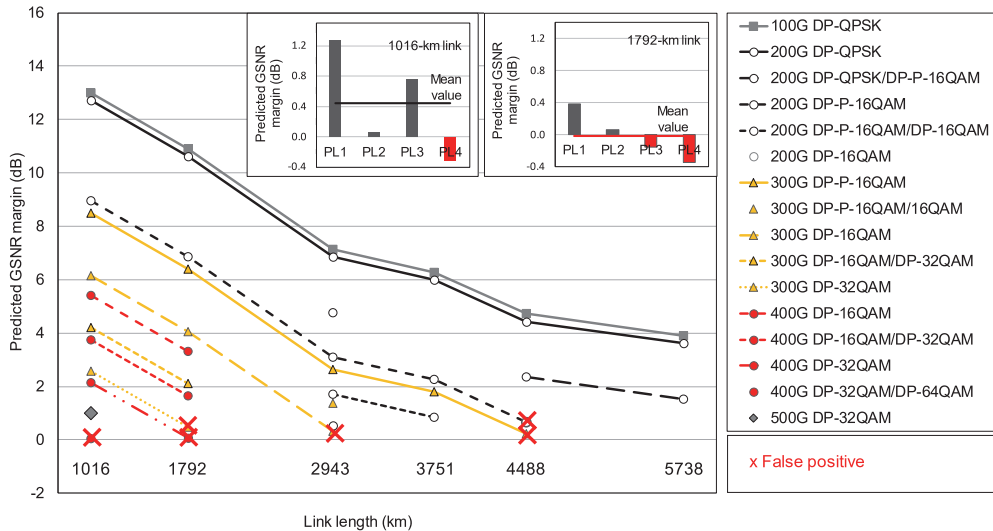 16
14
12
10
8
6
4
2
0
-2
Predicted GSNR margin (dB)
1016
1792
2943
3751
4488
5738
Link length (km)
Predicted GSNR
margin (dB)
1.2
0.8
0.4
0.0
-0.4
1016-km link
Mean
value
PL1
PL2
PL3
PL4
Predicted GSNR
margin (dB)
1.2
0.8
0.4
0.0
-0.4
1792-km link
Mean
value
PL1
PL2
PL3
PL4
100G DP-QPSK
200G DP-QPSK
200G DP-QPSK/DP-P-16QAM
200G DP-P-16QAM
200G DP-P-16QAM/DP-16QAM
200G DP-16QAM
300G DP-P-16QAM
300G DP-P-16QAM/16QAM
300G DP-16QAM
300G DP-16QAM/DP-32QAM
300G DP-32QAM
400G DP-16QAM
400G DP-16QAM/DP-32QAM
400G DP-32QAM
400G DP-32QAM/DP-64QAM
500G DP-32QAM
x False positive